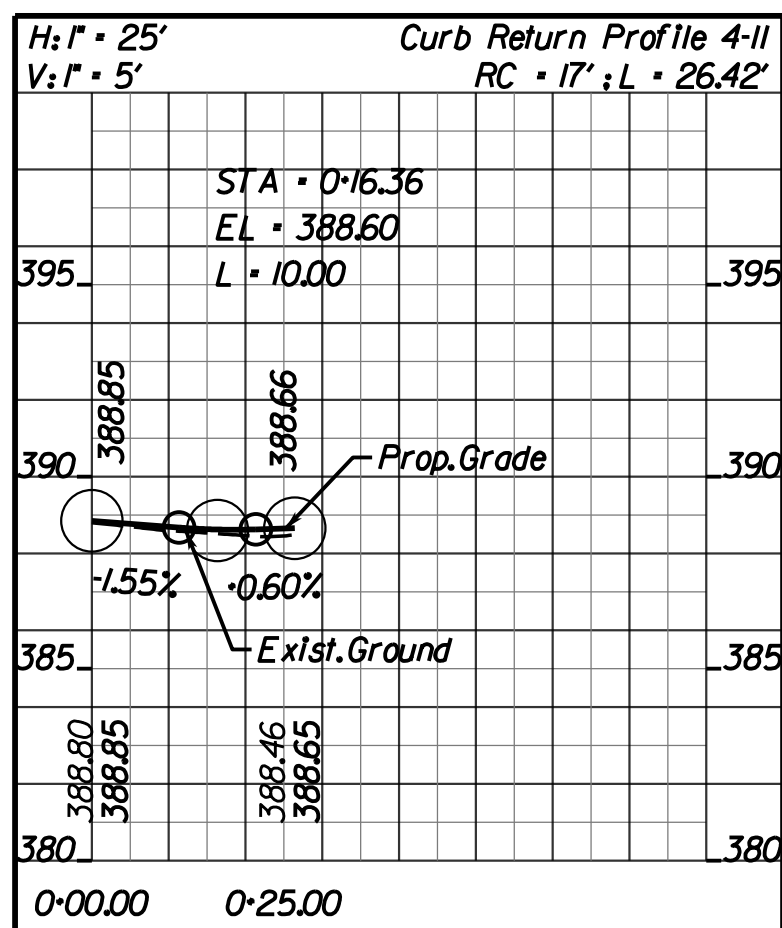 H: 1" = 25' Curb Return Profile 4-11
V: 1" = 5' RC = 17' ; L = 26.42'
STA = 0+16.36
EL = 388.60
L = 10.00
395 395
388.85 388.66
390 390
Prop. Grade
-1.55% +0.60%
Exist. Ground
385 385
388.80 388.46
388.85 388.65
380 380
0+00.00 0+25.00